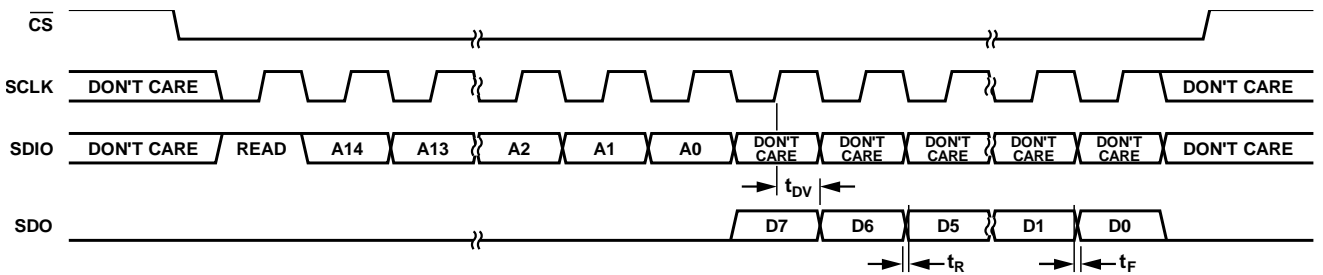 CS
SCLK DON'T CARE DON'T CARE
SDIO DON'T CARE READ A14 A13 A2 A1 A0 DON'T CARE DON'T CARE DON'T CARE DON'T CARE DON'T CARE DON'T CARE
tDV
SDO D7 D6 D5 D1 D0
tR tF